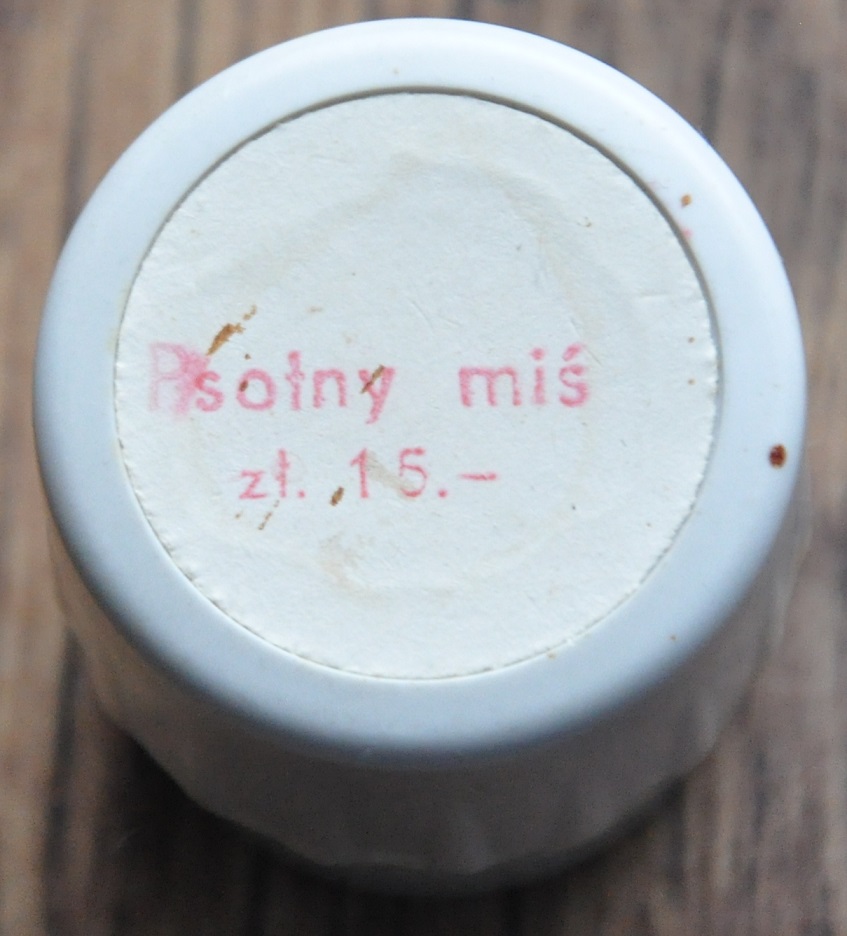 Psotny miś
zł. 15.–